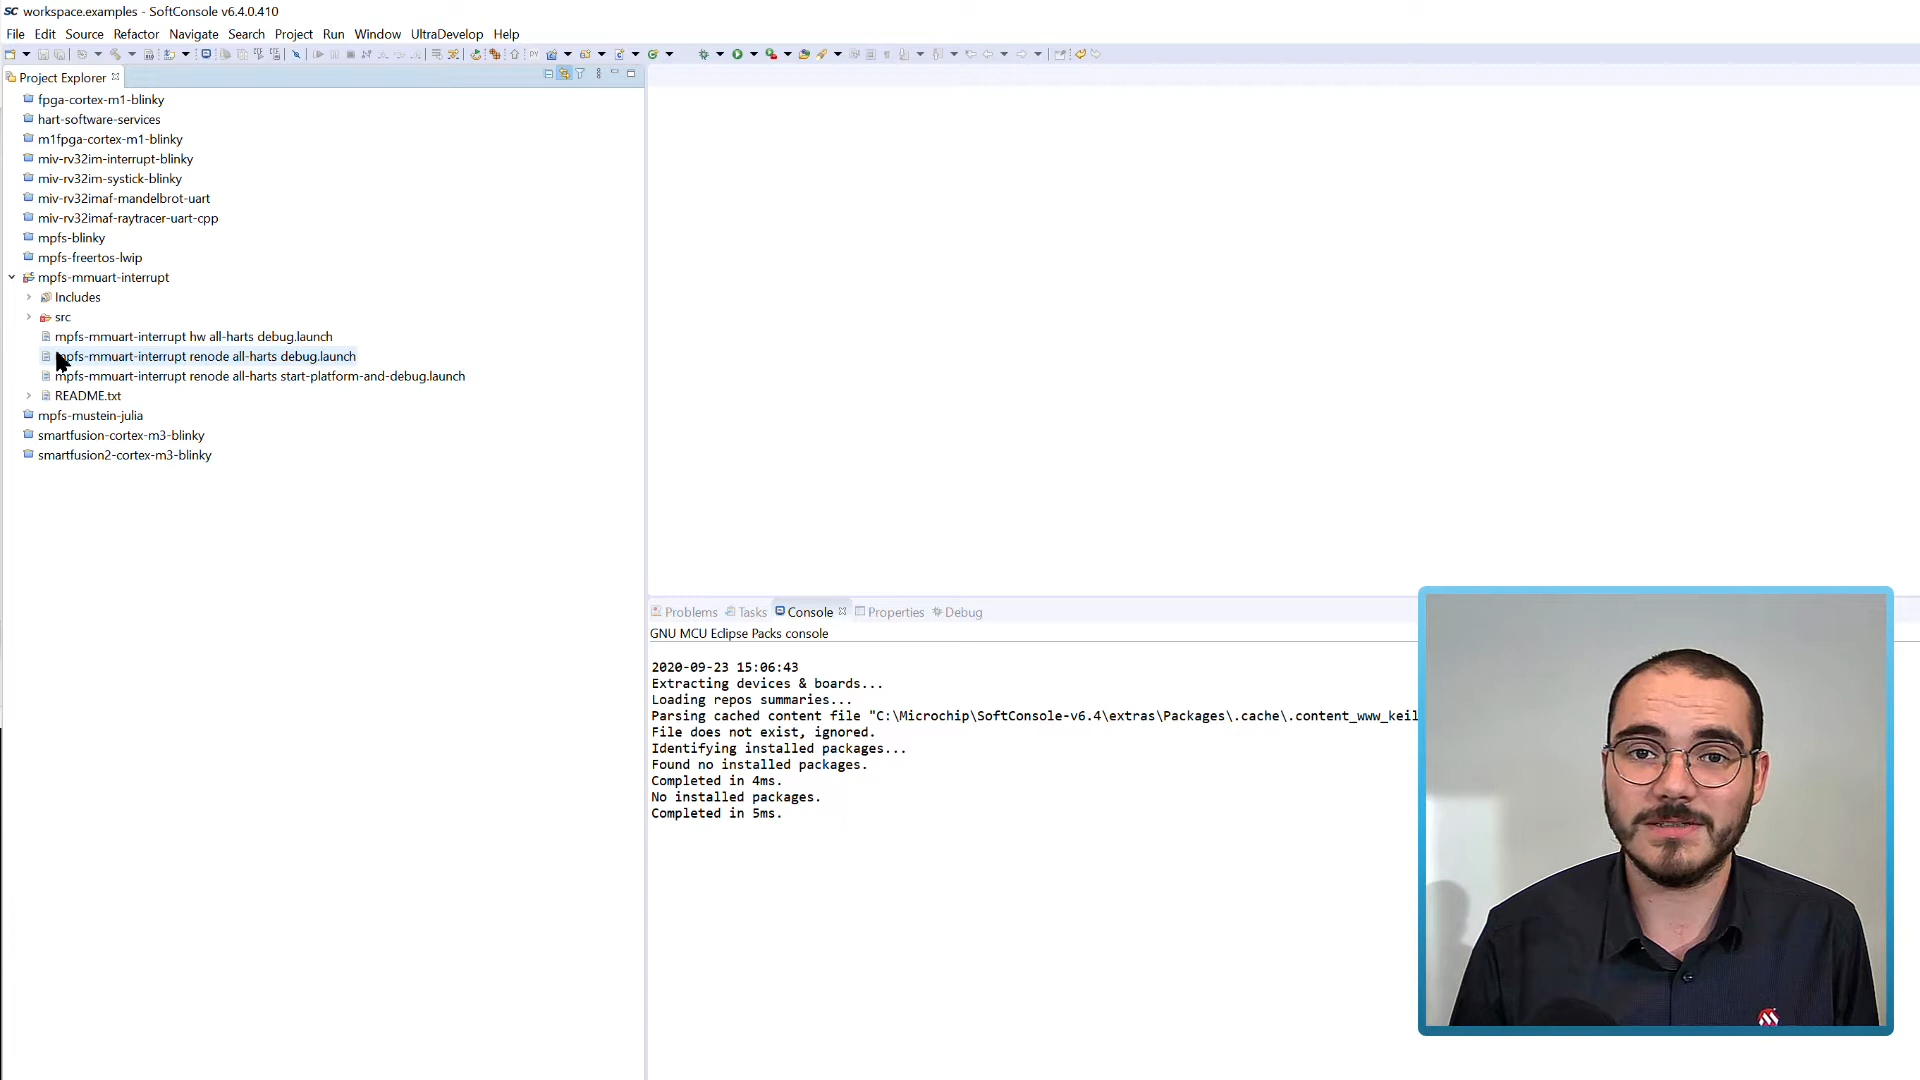 SC workspace.examples - SoftConsole v6.4.0.410
File Edit Source Refactor Navigate Search Project Run Window UltraDevelop Help
Project Explorer
fpga-cortex-m1-blinky
hart-software-services
m1fpga-cortex-m1-blinky
miv-rv32im-interrupt-blinky
miv-rv32im-systick-blinky
miv-rv32imaf-mandelbrot-uart
miv-rv32imaf-raytracer-uart-cpp
mpfs-blinky
mpfs-freertos-lwip
mpfs-mmuart-interrupt
Includes
src
mpfs-mmuart-interrupt hw all-harts debug.launch
mpfs-mmuart-interrupt renode all-harts debug.launch
mpfs-mmuart-interrupt renode all-harts start-platform-and-debug.launch
README.txt
mpfs-mustein-julia
smartfusion-cortex-m3-blinky
smartfusion2-cortex-m3-blinky
Problems Tasks Console Properties Debug
GNU MCU Eclipse Packs console
2020-09-23 15:06:43
Extracting devices & boards...
Loading repos summaries...
Parsing cached content file "C:\Microchip\SoftConsole-v6.4\extras\Packages\.cache\.content_www_keil
File does not exist, ignored.
Identifying installed packages...
Found no installed packages.
Completed in 4ms.
No installed packages.
Completed in 5ms.